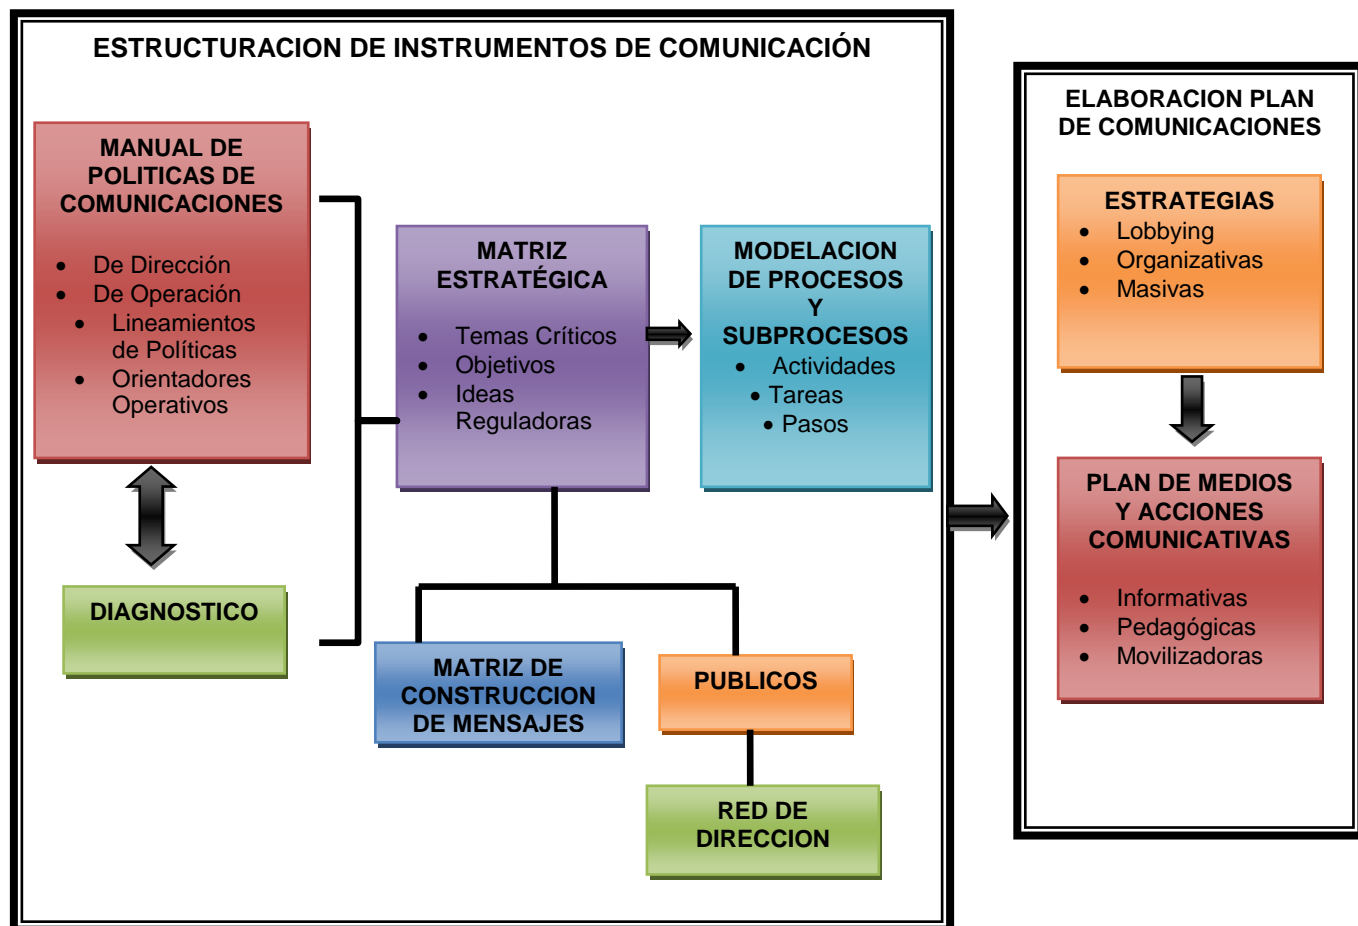 ESTRUCTURACION DE INSTRUMENTOS DE COMUNICACIÓN
MANUAL DE
POLITICAS DE
COMUNICACIONES
• De Dirección
• De Operación
• Lineamientos
de Políticas
• Orientadores
Operativos
DIAGNOSTICO
MATRIZ
ESTRATÉGICA
• Temas Críticos
• Objetivos
• Ideas
Reguladoras
MODELACION
DE PROCESOS
Y
SUBPROCESOS
• Actividades
• Tareas
• Pasos
MATRIZ DE
CONSTRUCCION
DE MENSAJES
PUBLICOS
RED DE
DIRECCION
ELABORACION PLAN
DE COMUNICACIONES
ESTRATEGIAS
• Lobbying
• Organizativas
• Masivas
PLAN DE MEDIOS
Y ACCIONES
COMUNICATIVAS
• Informativas
• Pedagógicas
• Movilizadoras